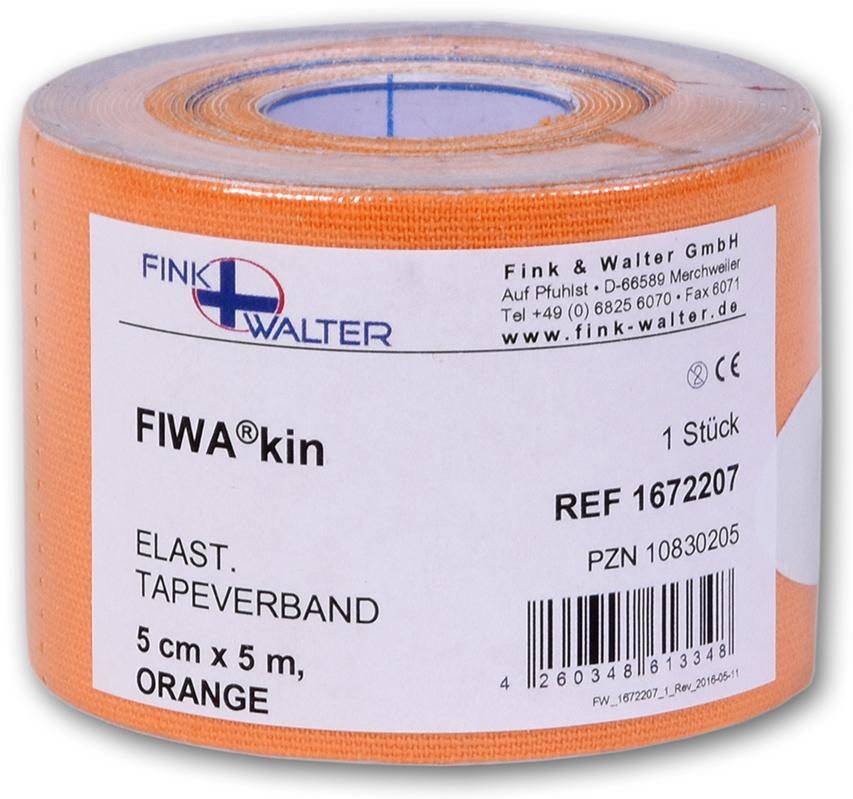 FINK
WALTER
Fink & Walter GmbH
Auf Pfuhlst • D-66589 Merchweiler
Tel +49 (0) 6825 6070 • Fax 6071
www.fink-walter.de
2 CE
FIWA®kin
1 Stück
REF 1672207
PZN 10830205
ELAST.
TAPEVERBAND
5 cm x 5 m,
ORANGE
4 260348 613348
FW_1672207_1_Rev_2016-05-11